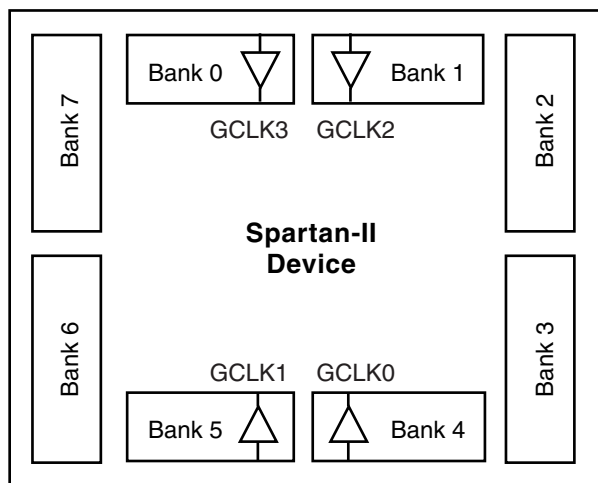 Bank 7
Bank 0
Bank 1
Bank 2
GCLK3
GCLK2
Spartan-II
Device
Bank 6
Bank 3
GCLK1
GCLK0
Bank 5
Bank 4